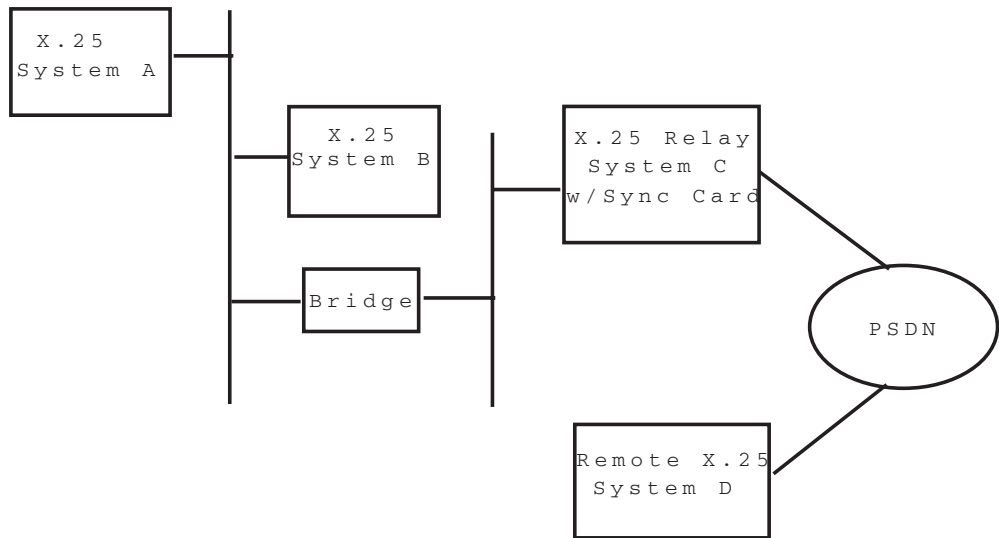 X.25
System A
X.25
System B
Bridge
X.25 Relay
System C
w/Sync Card
PSDN
Remote X.25
System D